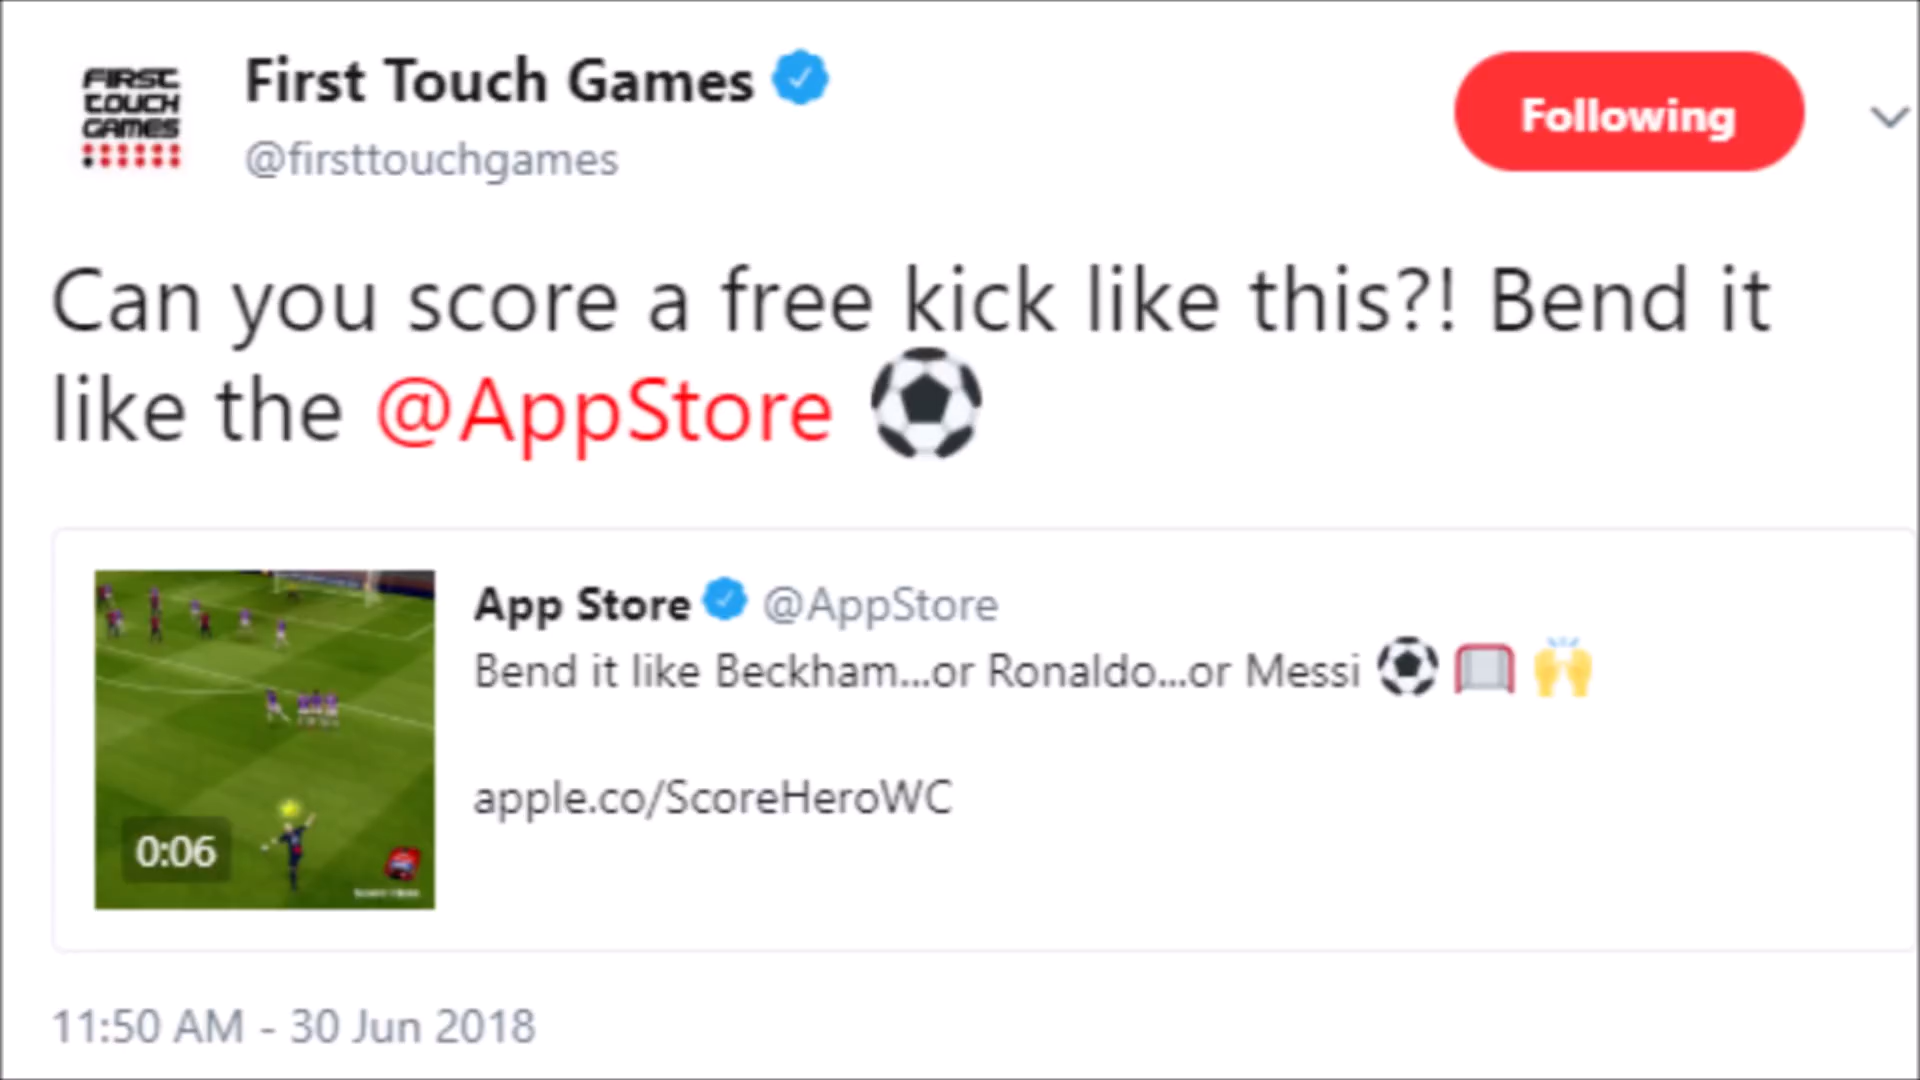 FIRST
TOUCH
GAMES
First Touch Games
@firsttouchgames
Following
Can you score a free kick like this?! Bend it
like the @AppStore ⚽
App Store @AppStore
Bend it like Beckham...or Ronaldo...or Messi ⚽ 🥅 🙌
apple.co/ScoreHeroWC
0:06
11:50 AM - 30 Jun 2018